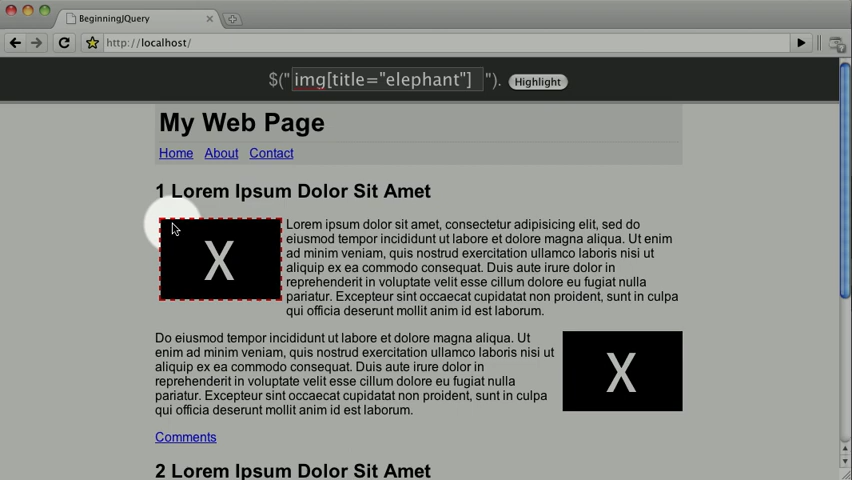 BeginningJQuery
http://localhost/
$(" img[title="elephant"] "). Highlight
My Web Page
Home About Contact
1 Lorem Ipsum Dolor Sit Amet
X
Lorem ipsum dolor sit amet, consectetur adipisicing elit, sed do
eiusmod tempor incididunt ut labore et dolore magna aliqua. Ut enim
ad minim veniam, quis nostrud exercitation ullamco laboris nisi ut
aliquip ex ea commodo consequat. Duis aute irure dolor in
reprehenderit in voluptate velit esse cillum dolore eu fugiat nulla
pariatur. Excepteur sint occaecat cupidatat non proident, sunt in culpa
qui officia deserunt mollit anim id est laborum.
Do eiusmod tempor incididunt ut labore et dolore magna aliqua. Ut
enim ad minim veniam, quis nostrud exercitation ullamco laboris nisi ut
aliquip ex ea commodo consequat. Duis aute irure dolor in
reprehenderit in voluptate velit esse cillum dolore eu fugiat nulla
pariatur. Excepteur sint occaecat cupidatat non proident, sunt in culpa
qui officia deserunt mollit anim id est laborum.
X
Comments
2 Lorem Ipsum Dolor Sit Amet